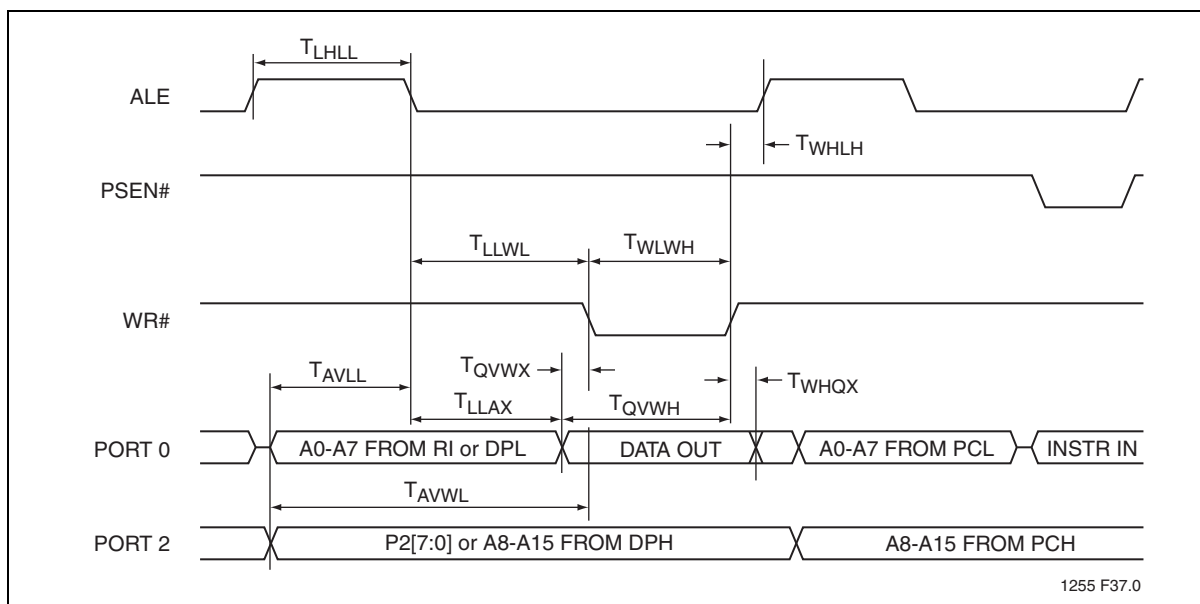 TLHLL
ALE
TWHLH
PSEN#
TLLWL
TWLWH
WR#
TQVWX
TAVLL
TWHQX
TLLAX
TQVWH
PORT 0
A0-A7 FROM RI or DPL
DATA OUT
A0-A7 FROM PCL
INSTR IN
TAVWL
PORT 2
P2[7:0] or A8-A15 FROM DPH
A8-A15 FROM PCH
1255 F37.0